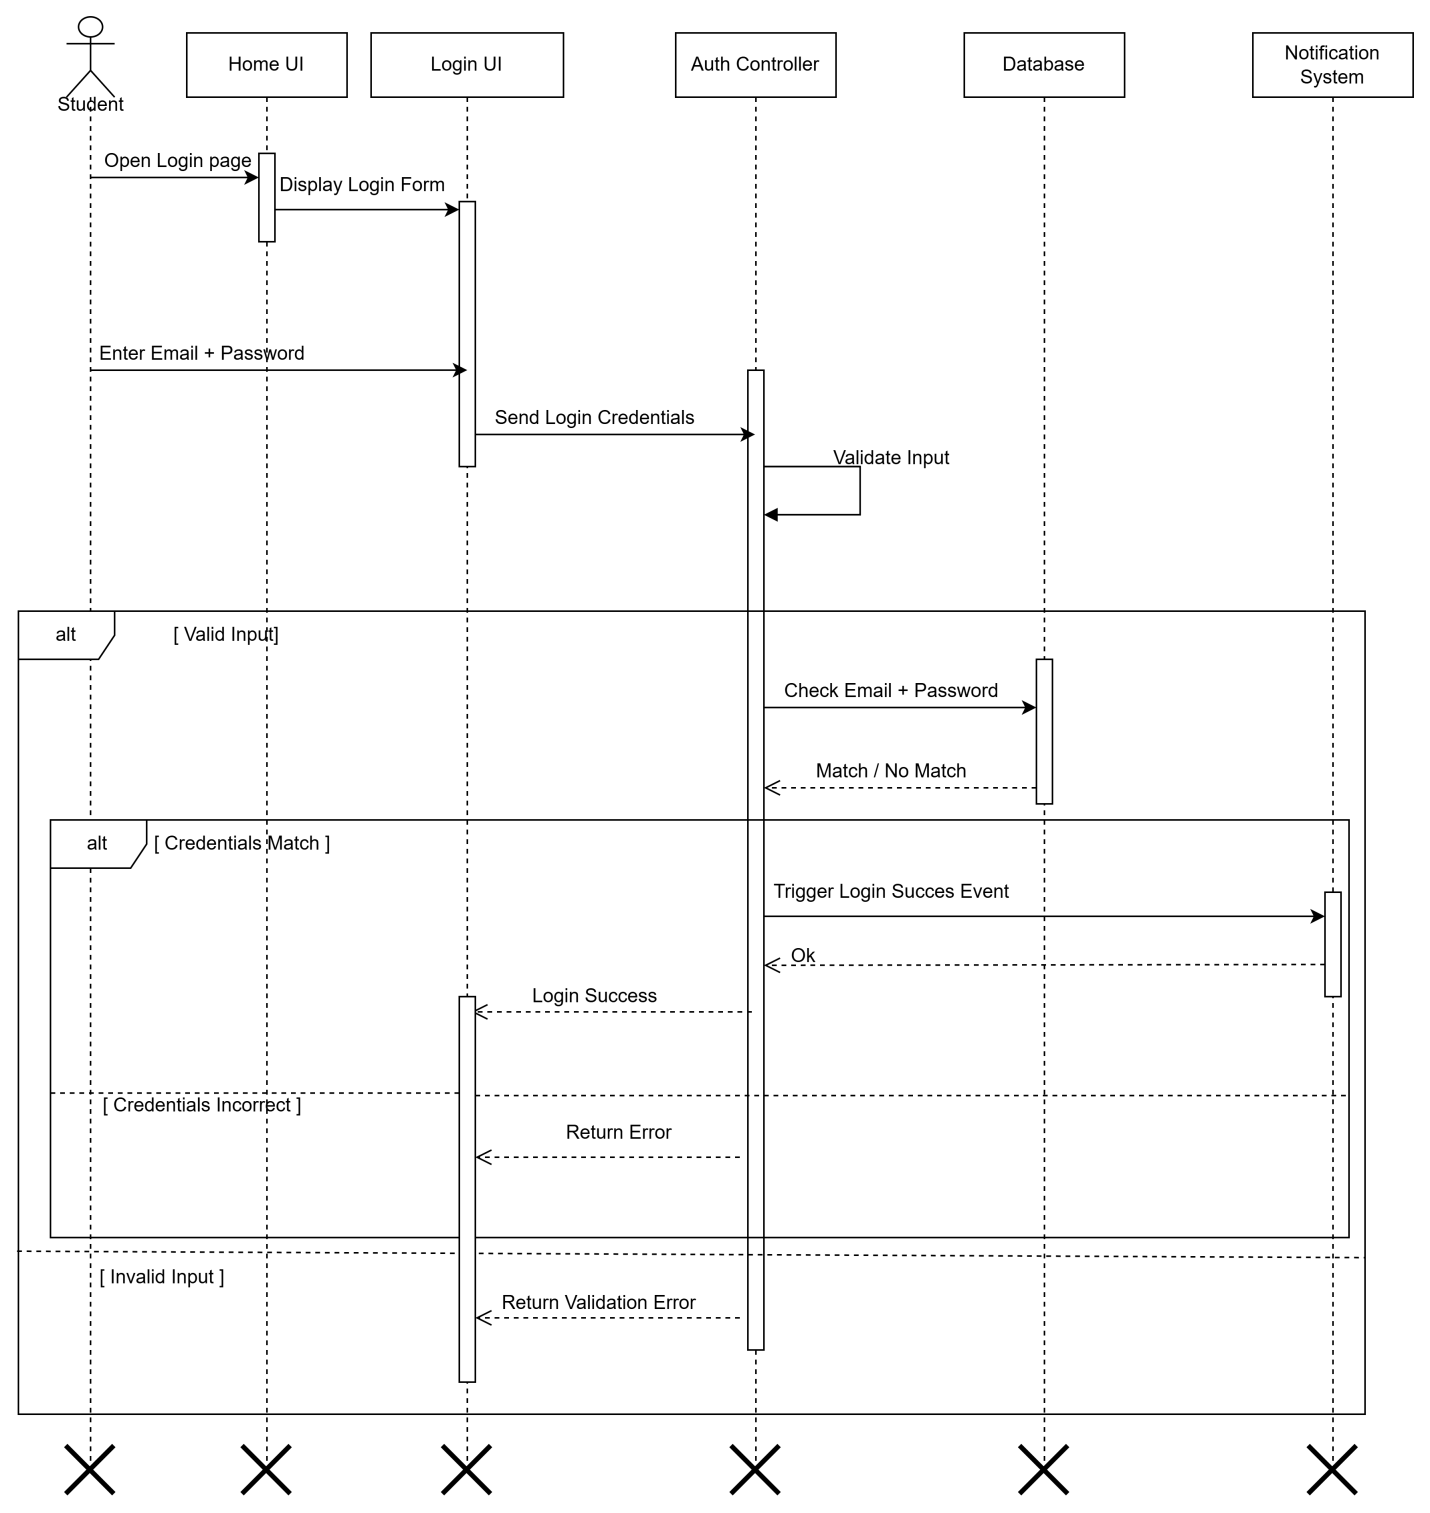 Student
Home UI
Login UI
Auth Controller
Database
Notification
System
Open Login page
Display Login Form
Enter Email + Password
Send Login Credentials
Validate Input
alt
[ Valid Input]
Check Email + Password
Match / No Match
alt
[ Credentials Match ]
Trigger Login Succes Event
Ok
Login Success
[ Credentials Incorrect ]
Return Error
[ Invalid Input ]
Return Validation Error